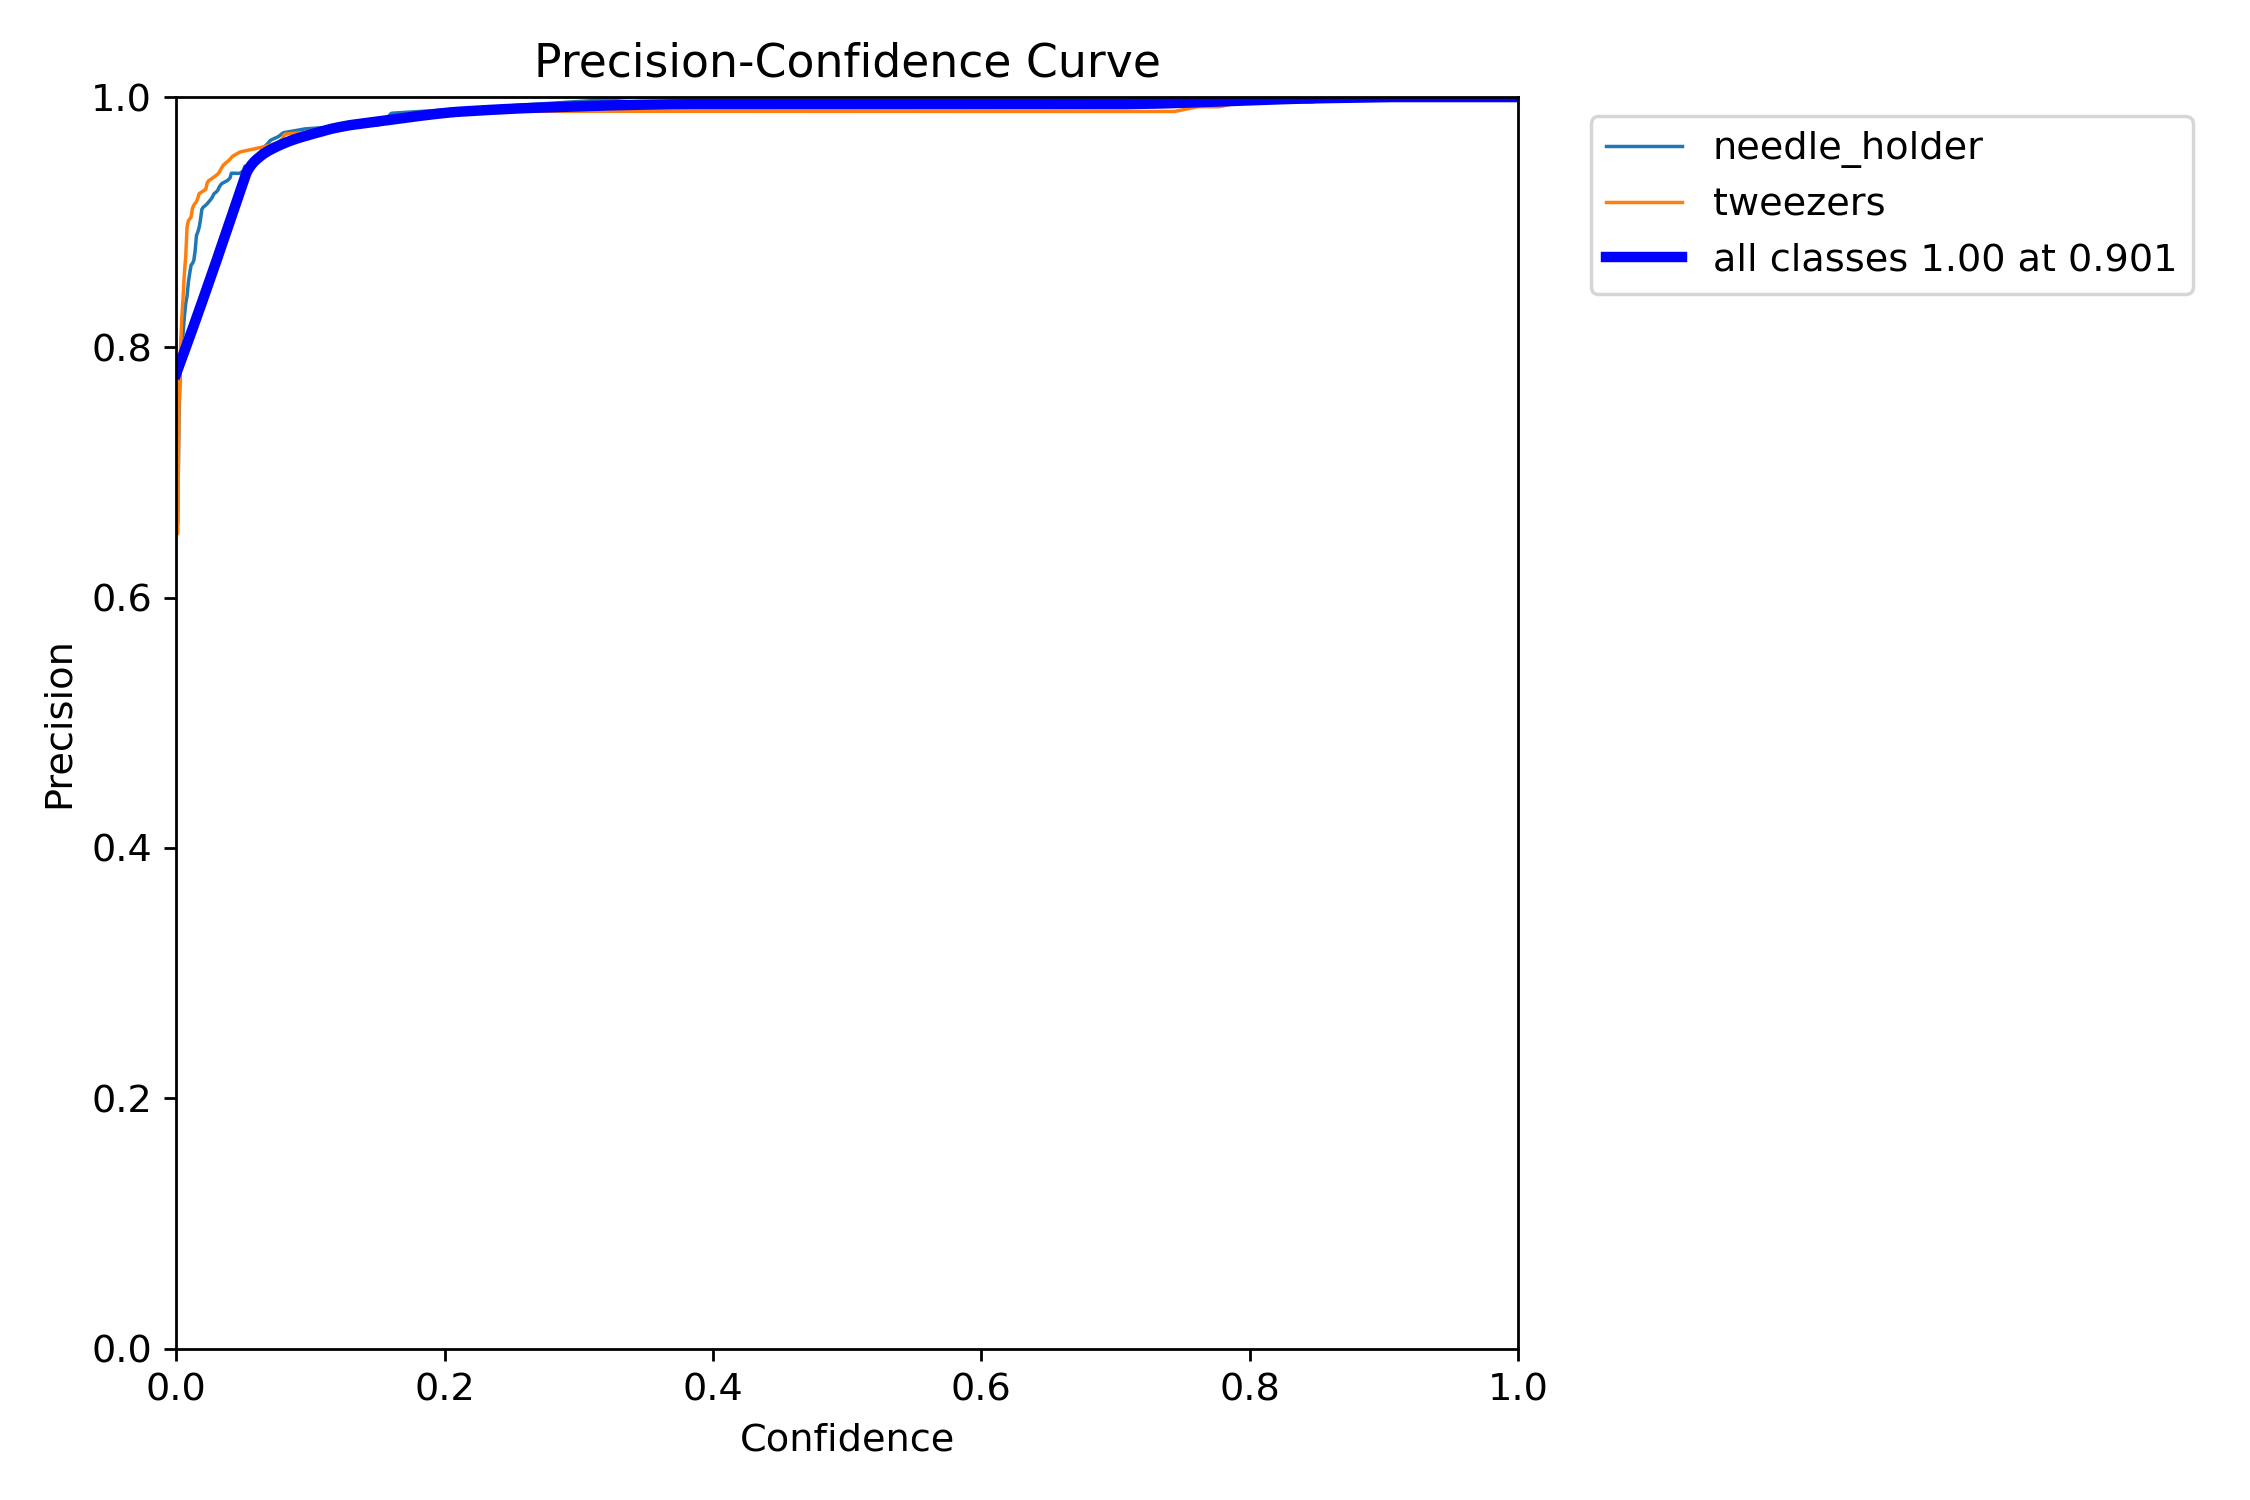 Precision-Confidence Curve
1.0
0.8
0.6
0.4
0.2
0.0
Precision
0.0 0.2 0.4 0.6 0.8 1.0
Confidence
needle_holder
tweezers
all classes 1.00 at 0.901